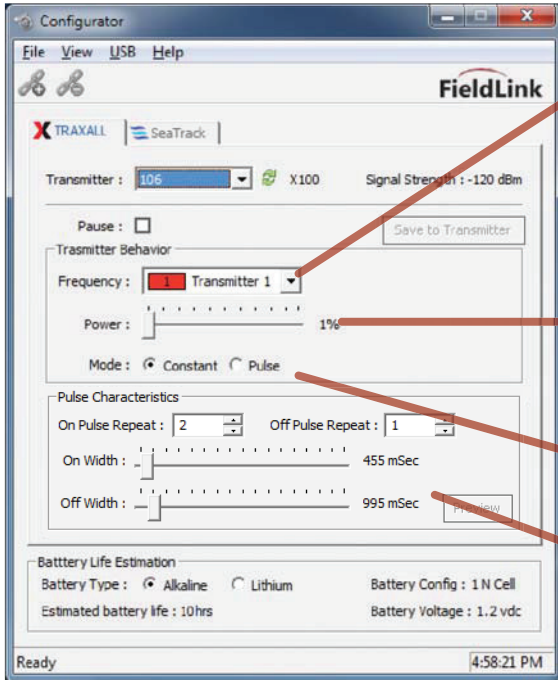 Configurator
File View USB Help
FieldLink
X TRAXALL SeaTrack
Transmitter : 106 X100 Signal Strength : -120 dBm
Pause : Save to Transmitter
Trasmitter Behavior
Frequency : 1 Transmitter 1
Power : 1%
Mode : Constant Pulse
Pulse Characteristics
On Pulse Repeat : 2 Off Pulse Repeat : 1
On Width : 455 mSec
Off Width : 995 mSec Preview
Batttery Life Estimation
Battery Type : Alkaline Lithium Battery Config : 1 N Cell
Estimated battery life : 10hrs Battery Voltage : 1.2 vdc
Ready 4:58:21 PM